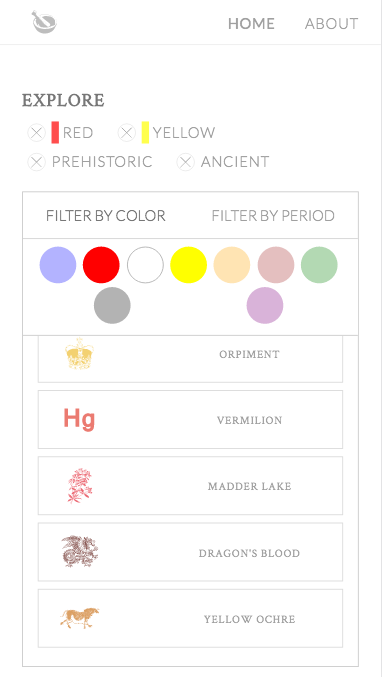 HOME ABOUT
EXPLORE
RED YELLOW
PREHISTORIC ANCIENT
FILTER BY COLOR FILTER BY PERIOD
ORPIMENT
Hg VERMILION
MADDER LAKE
DRAGON'S BLOOD
YELLOW OCHRE